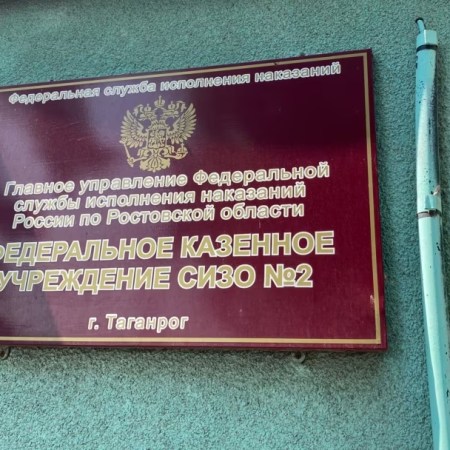 Федеральная служба исполнения наказаний
Главное управление Федеральной
службы исполнения наказаний
России по Ростовской области
ФЕДЕРАЛЬНОЕ КАЗЕННОЕ
УЧРЕЖДЕНИЕ СИЗО №2
г. Таганрог